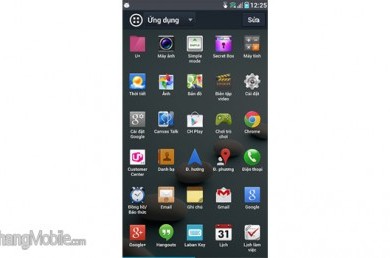 12:25
Ứng dụng Sửa
U+ Máy ảnh Simple mode Secret Box Máy tính
Thời tiết Ảnh Bản đồ Biên tập video Cài đặt
Cài đặt Google Canvas Talk CH Play Chơi trò chơi Chrome
Customer Center Danh bạ Đ. hướng Đ. phương Điện thoại
Đồng hồ/Báo thức Email Ghi chú Gmail Google
31
Google+ Hangouts Laban Key Lịch Lịch làm việc
hangMobile.com